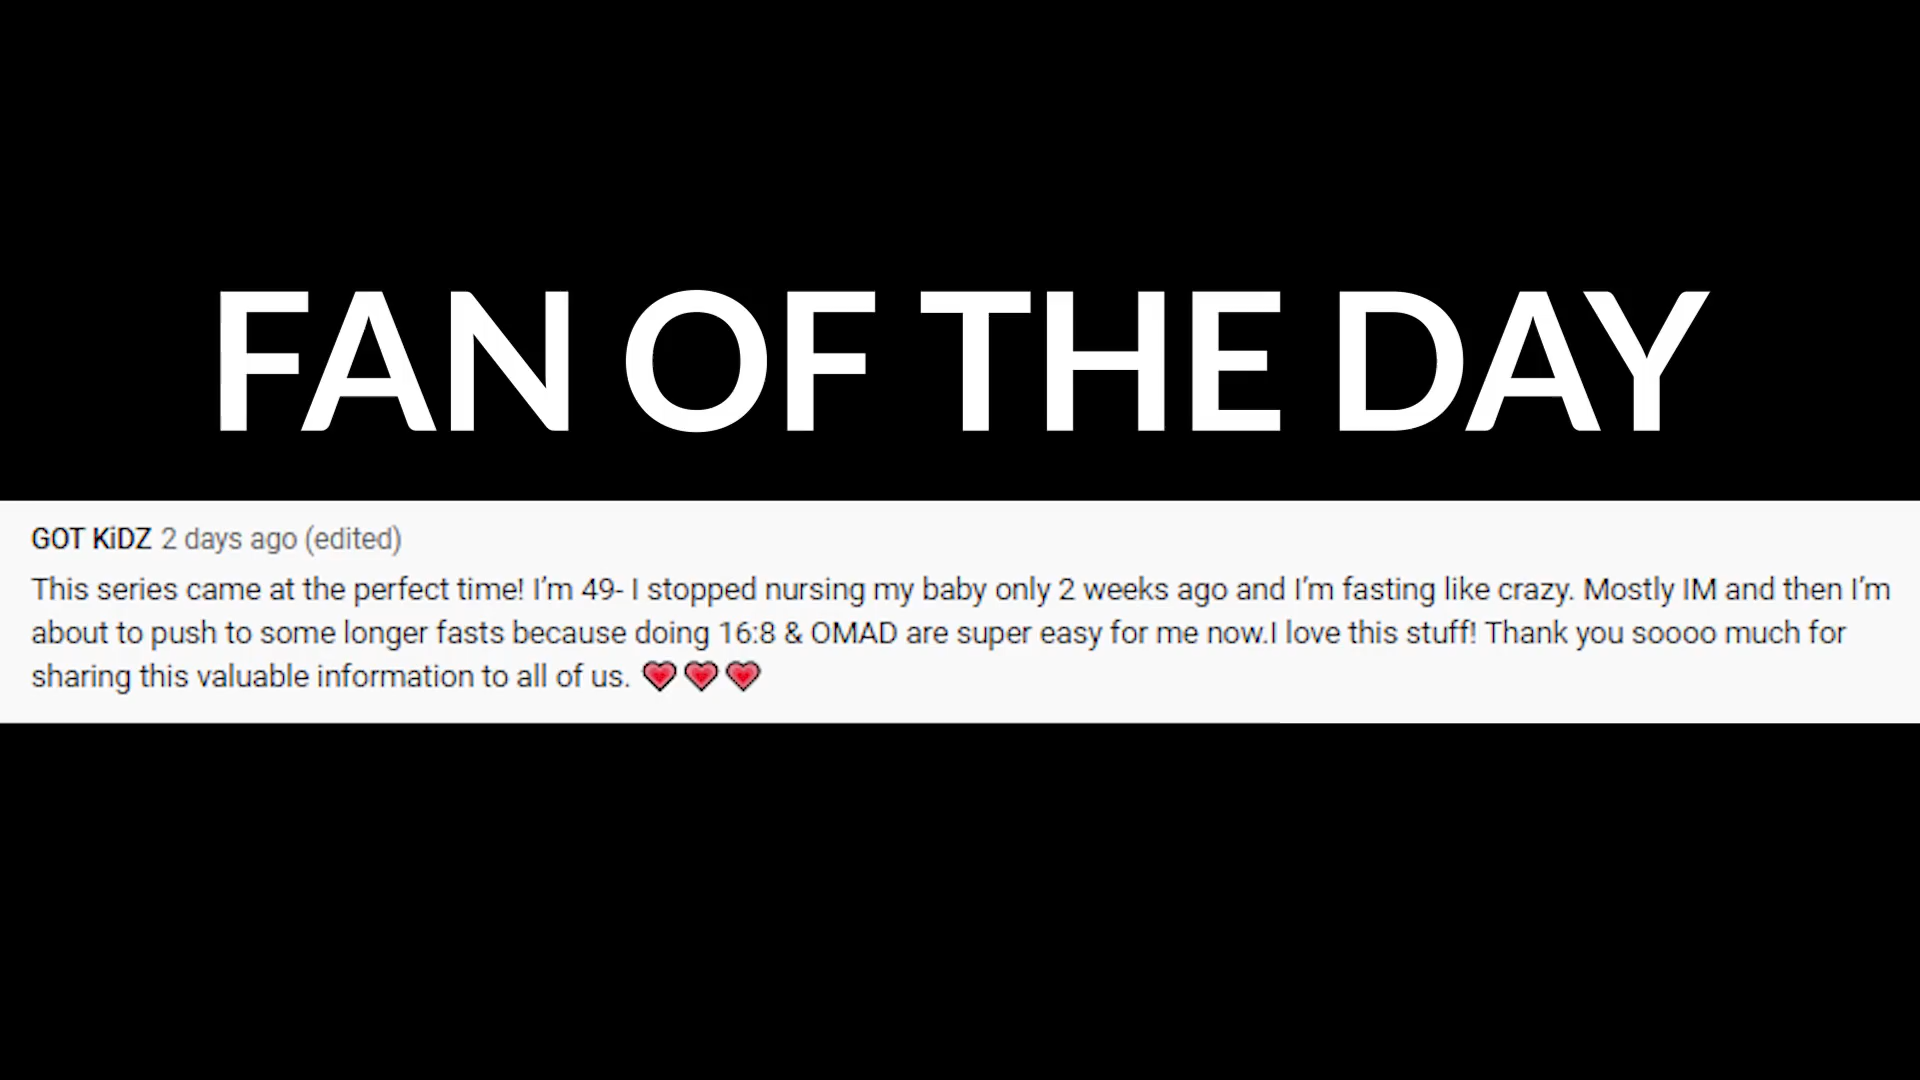 FAN OF THE DAY
GOT KiDZ 2 days ago (edited)
This series came at the perfect time! I’m 49- I stopped nursing my baby only 2 weeks ago and I’m fasting like crazy. Mostly IM and then I’m
about to push to some longer fasts because doing 16:8 & OMAD are super easy for me now.I love this stuff! Thank you soooo much for
sharing this valuable information to all of us. ❤️❤️❤️